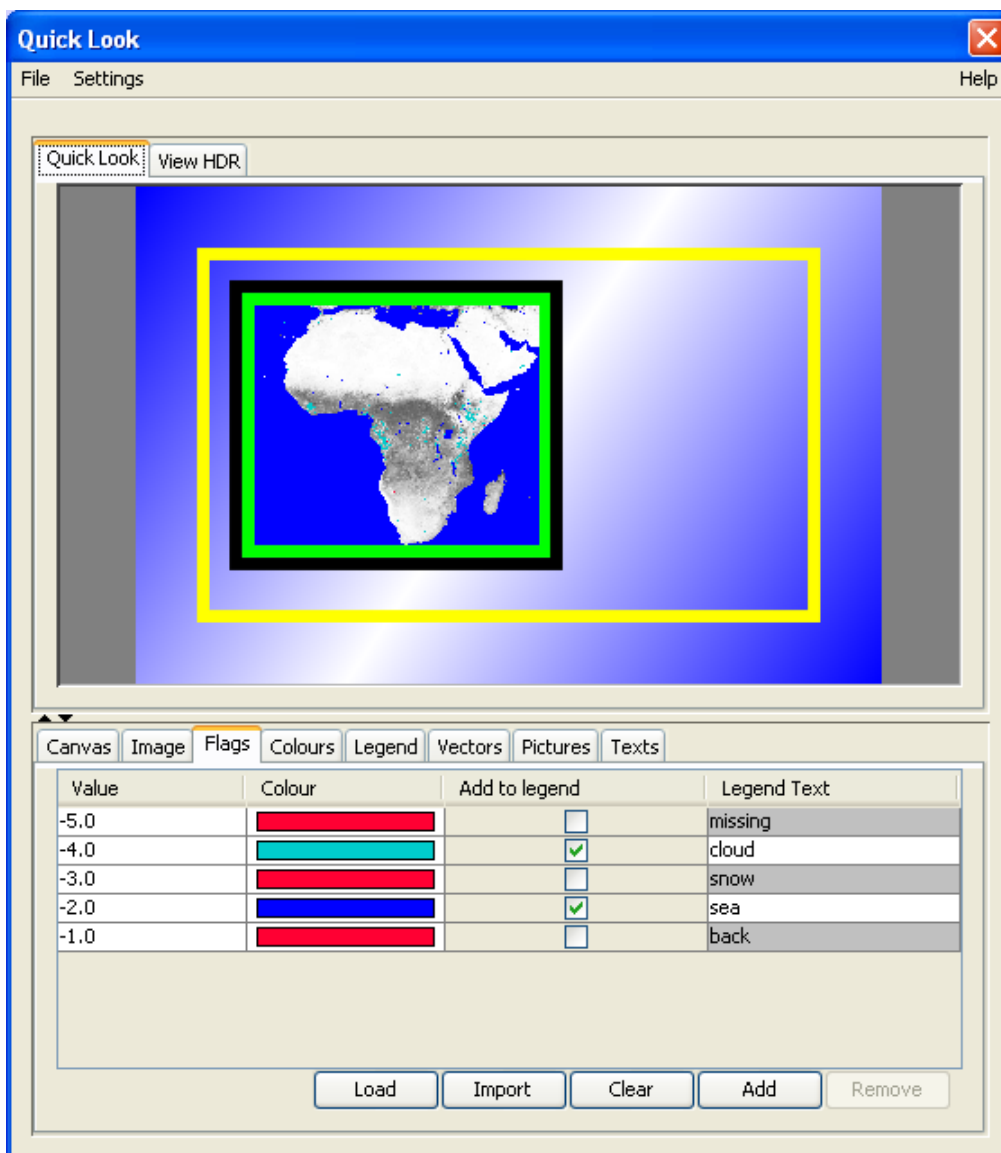 Quick Look
File Settings Help
Quick Look View HDR
Canvas Image Flags Colours Legend Vectors Pictures Texts
Value Colour Add to legend Legend Text
-5.0 missing
-4.0 cloud
-3.0 snow
-2.0 sea
-1.0 back
Load Import Clear Add Remove